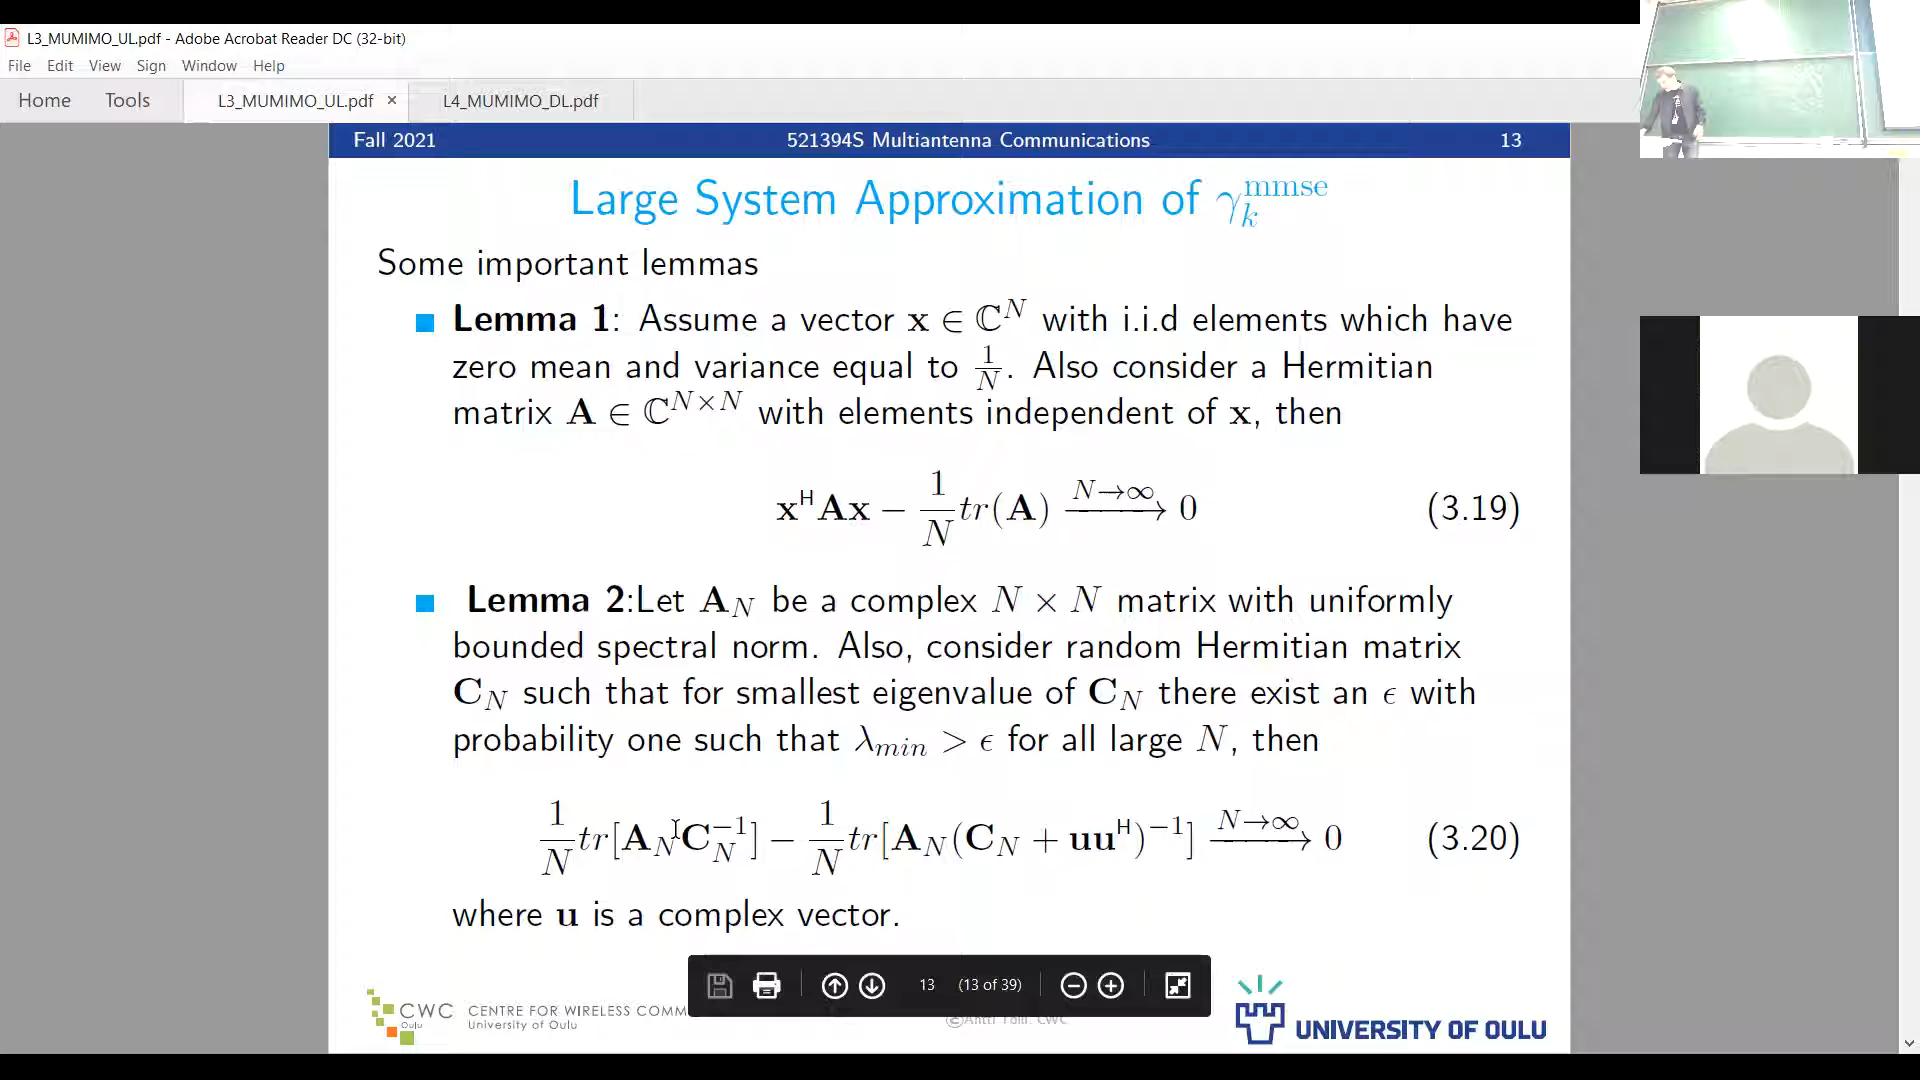 L3_MUMIMO_UL.pdf - Adobe Acrobat Reader DC (32-bit)
File Edit View Sign Window Help
Home Tools L3_MUMIMO_UL.pdf × L4_MUMIMO_DL.pdf
Fall 2021 521394S Multiantenna Communications 13
Large System Approximation of γ_k^mmse
Some important lemmas
Lemma 1: Assume a vector x ∈ ℂ^N with i.i.d elements which have
zero mean and variance equal to 1/N. Also consider a Hermitian
matrix A ∈ ℂ^{N×N} with elements independent of x, then
x^H Ax − 1/N tr(A) —N→∞→ 0 (3.19)
Lemma 2:Let A_N be a complex N × N matrix with uniformly
bounded spectral norm. Also, consider random Hermitian matrix
C_N such that for smallest eigenvalue of C_N there exist an ϵ with
probability one such that λ_min > ϵ for all large N, then
1/N tr[A_N C_N^{−1}] − 1/N tr[A_N(C_N + uu^H)^{−1}] —N→∞→ 0 (3.20)
where u is a complex vector.
13 (13 of 39)
CWC CENTRE FOR WIRELESS COMM
Oulu University of Oulu
UNIVERSITY OF OULU